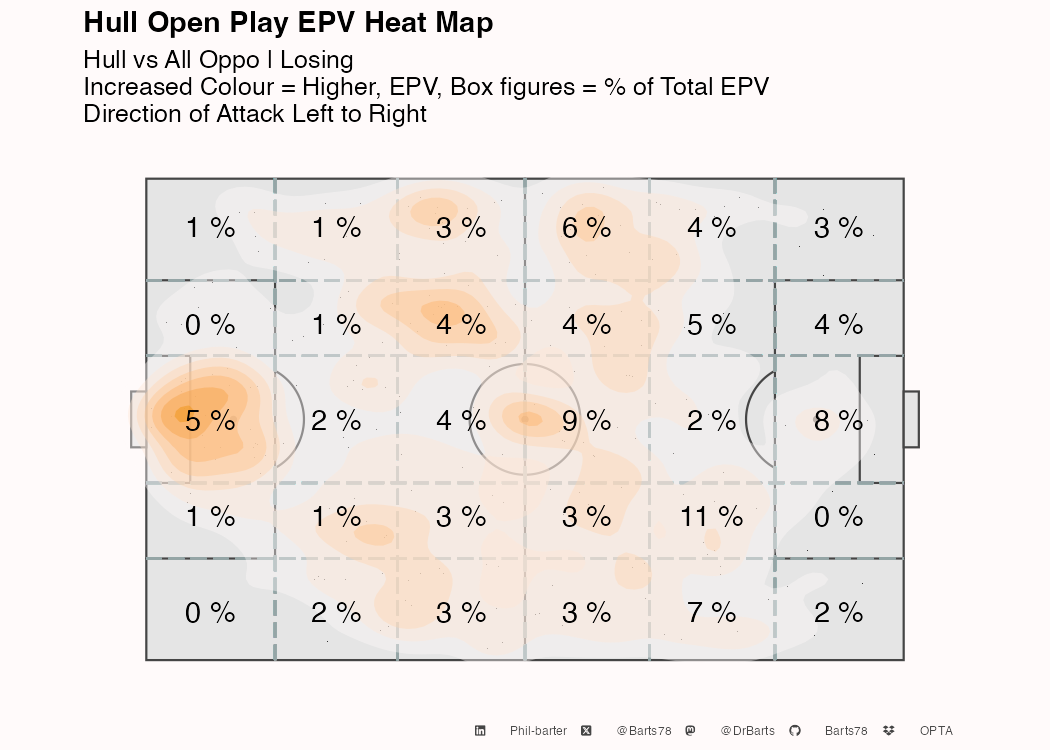 Hull Open Play EPV Heat Map
Hull vs All Oppo | Losing
Increased Colour = Higher, EPV, Box figures = % of Total EPV
Direction of Attack Left to Right
1 % 1 % 3 % 6 % 4 % 3 %
0 % 1 % 4 % 4 % 5 % 4 %
5 % 2 % 4 % 9 % 2 % 8 %
1 % 1 % 3 % 3 % 11 % 0 %
0 % 2 % 3 % 3 % 7 % 2 %
Phil-barter @Barts78 @DrBarts Barts78 OPTA